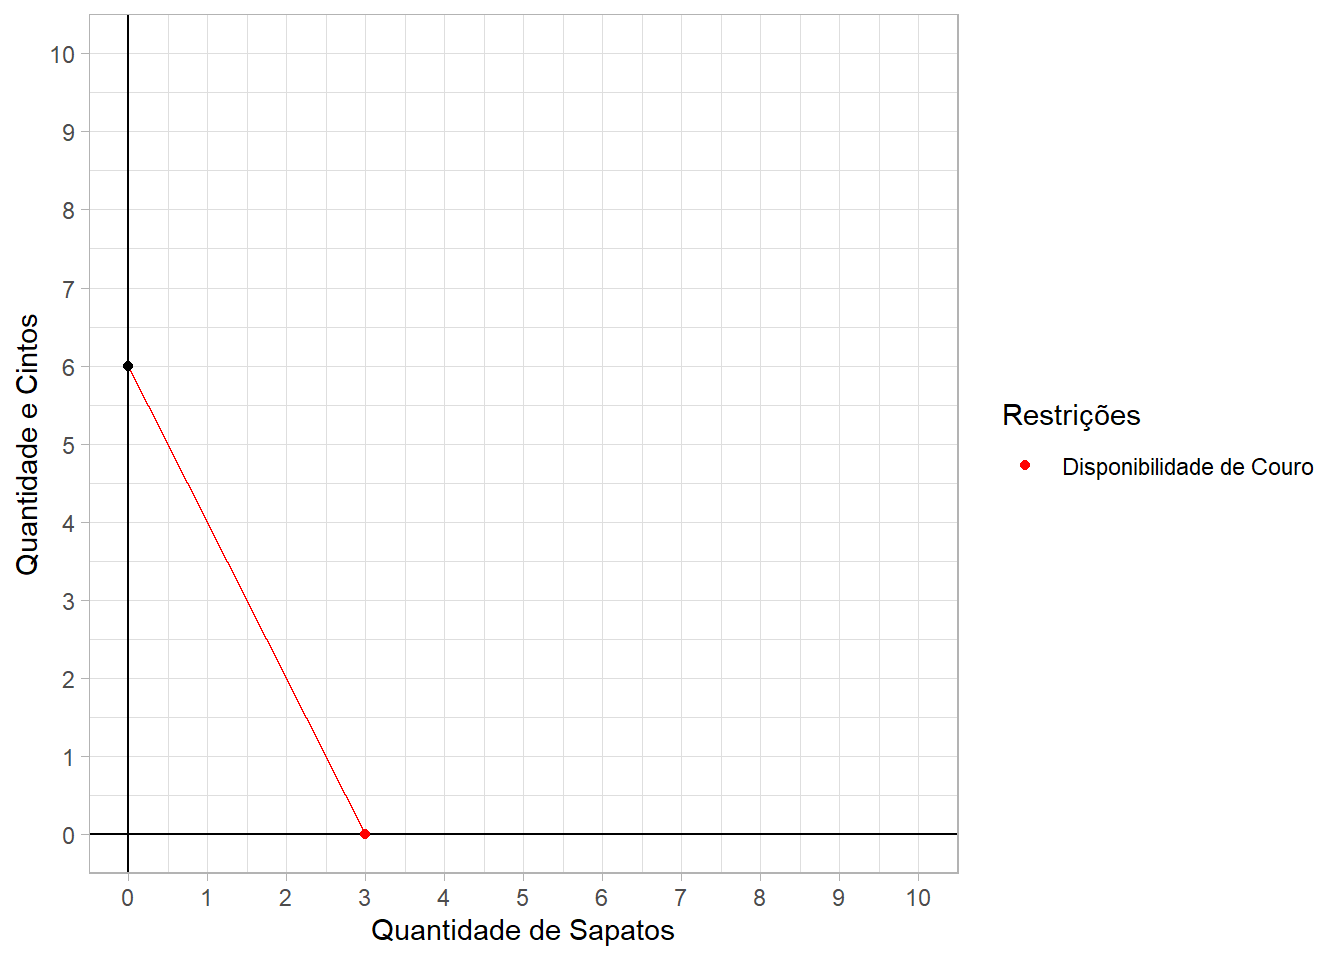 10
9
8
7
6
5
4
3
2
1
0
Quantidade e Cintos
0 1 2 3 4 5 6 7 8 9 10
Quantidade de Sapatos
Restrições
Disponibilidade de Couro